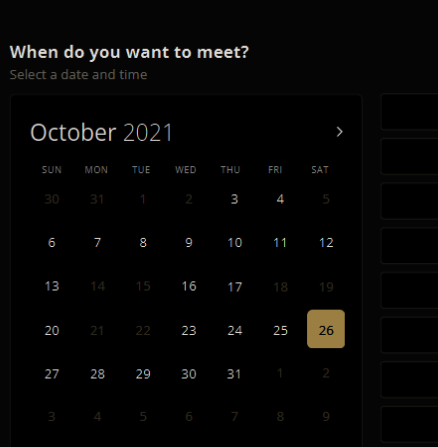 When do you want to meet?
Select a date and time
October 2021 >
SUN MON TUE WED THU FRI SAT
30 31 1 2 3 4 5
6 7 8 9 10 11 12
13 14 15 16 17 18 19
20 21 22 23 24 25 26
27 28 29 30 31 1 2
3 4 5 6 7 8 9